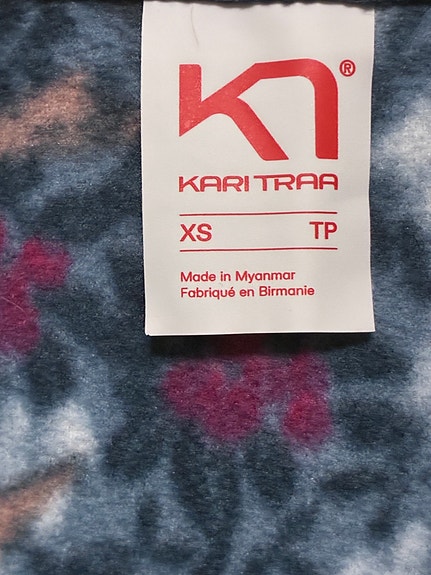 ®
KARI TRAA
XS TP
Made in Myanmar
Fabriqué en Birmanie